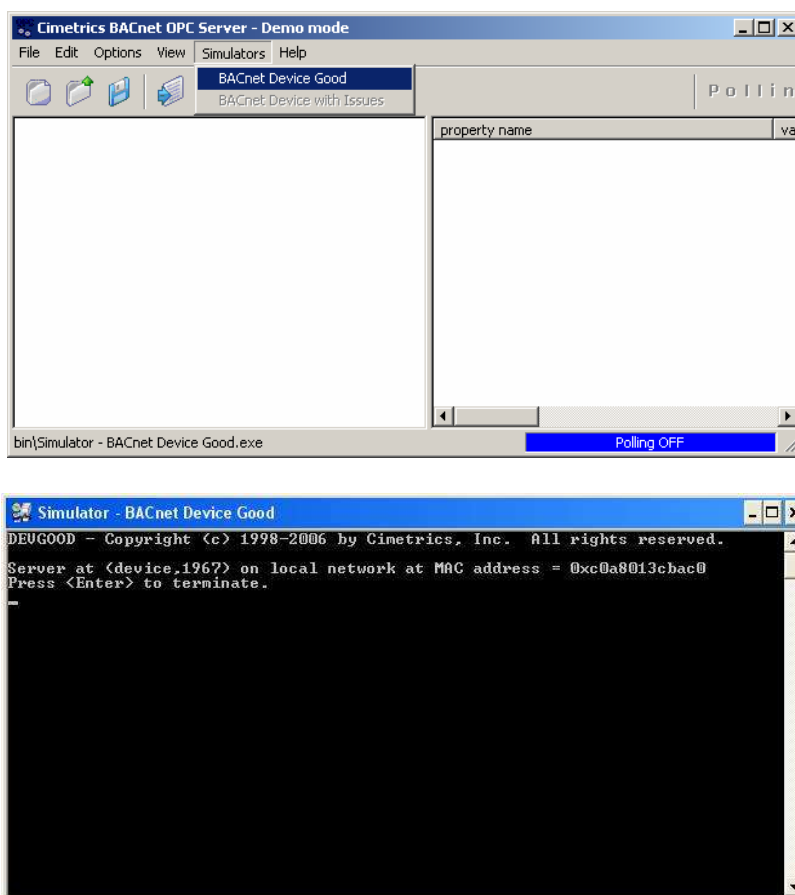 Cimetrics BACnet OPC Server - Demo mode
File Edit Options View Simulators Help
BACnet Device Good
BACnet Device with Issues
Pollin
property name va
bin\Simulator - BACnet Device Good.exe Polling OFF
Simulator - BACnet Device Good
DEVGOOD - Copyright (c) 1998-2006 by Cimetrics, Inc. All rights reserved.
Server at (device,1967) on local network at MAC address = 0xc0a8013cbac0
Press <Enter> to terminate.